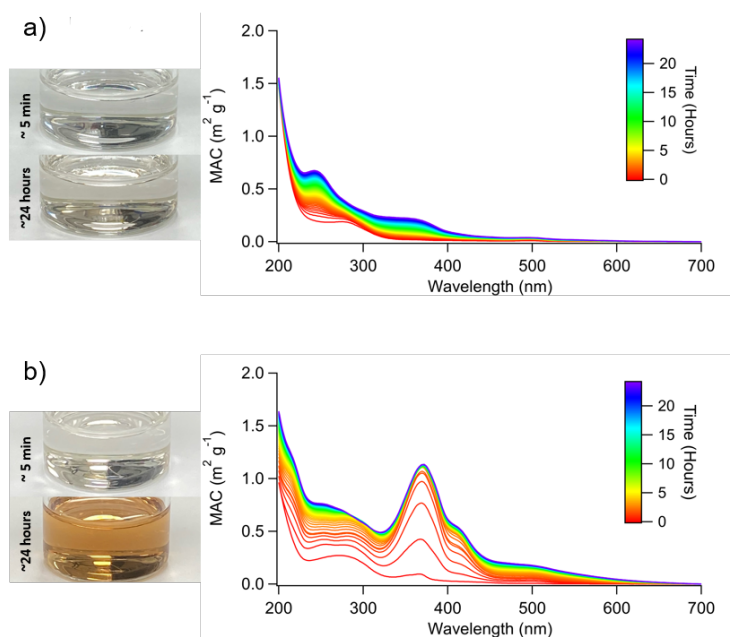 a)
~ 5 min
~24 hours
MAC (m² g⁻¹)
2.0
1.5
1.0
0.5
0.0
200
300
400
500
600
700
Wavelength (nm)
20
15
10
5
0
Time (Hours)
b)
~ 5 min
~24 hours
MAC (m² g⁻¹)
2.0
1.5
1.0
0.5
0.0
200
300
400
500
600
700
Wavelength (nm)
20
15
10
5
0
Time (Hours)